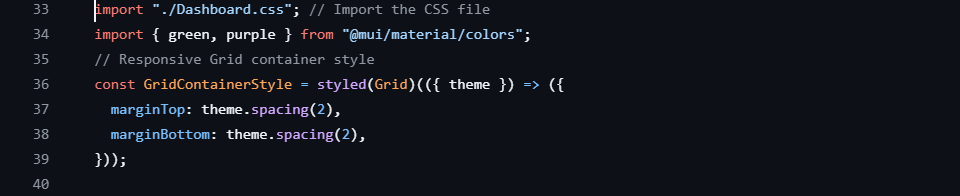 33 import "./Dashboard.css"; // Import the CSS file
34 import { green, purple } from "@mui/material/colors";
35 // Responsive Grid container style
36 const GridContainerStyle = styled(Grid)(({ theme }) => ({
37   marginTop: theme.spacing(2),
38   marginBottom: theme.spacing(2),
39 }));
40